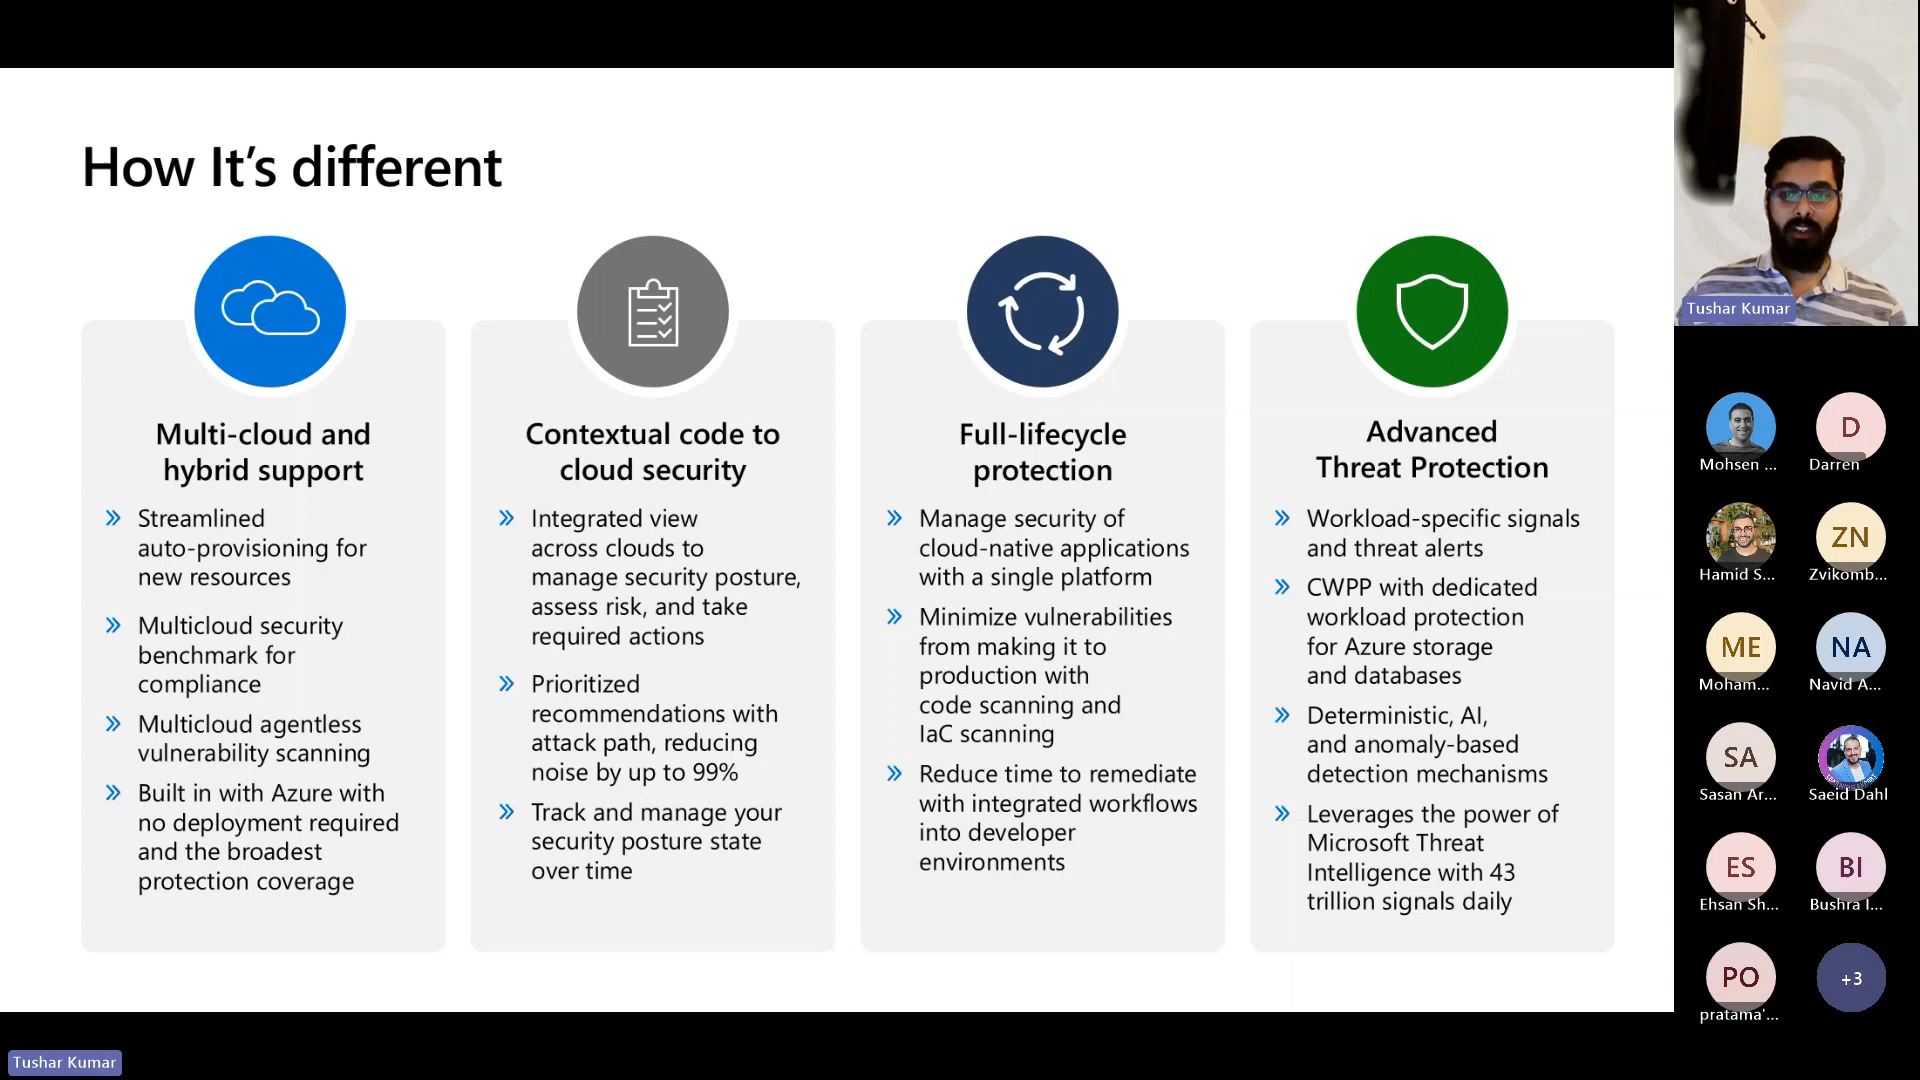 How It’s different
Multi-cloud and
hybrid support
Streamlined
auto-provisioning for
new resources
Multicloud security
benchmark for
compliance
Multicloud agentless
vulnerability scanning
Built in with Azure with
no deployment required
and the broadest
protection coverage
Contextual code to
cloud security
Integrated view
across clouds to
manage security posture,
assess risk, and take
required actions
Prioritized
recommendations with
attack path, reducing
noise by up to 99%
Track and manage your
security posture state
over time
Full-lifecycle
protection
Manage security of
cloud-native applications
with a single platform
Minimize vulnerabilities
from making it to
production with
code scanning and
IaC scanning
Reduce time to remediate
with integrated workflows
into developer
environments
Advanced
Threat Protection
Workload-specific signals
and threat alerts
CWPP with dedicated
workload protection
for Azure storage
and databases
Deterministic, AI,
and anomaly-based
detection mechanisms
Leverages the power of
Microsoft Threat
Intelligence with 43
trillion signals daily
Tushar Kumar
Mohsen ...
D
Darren
Hamid S...
ZN
Zvikomb...
ME
Moham...
NA
Navid A...
SA
Sasan Ar...
Saeid Dahl
ES
Ehsan Sh...
BI
Bushra I...
PO
pratama'...
+3
Tushar Kumar